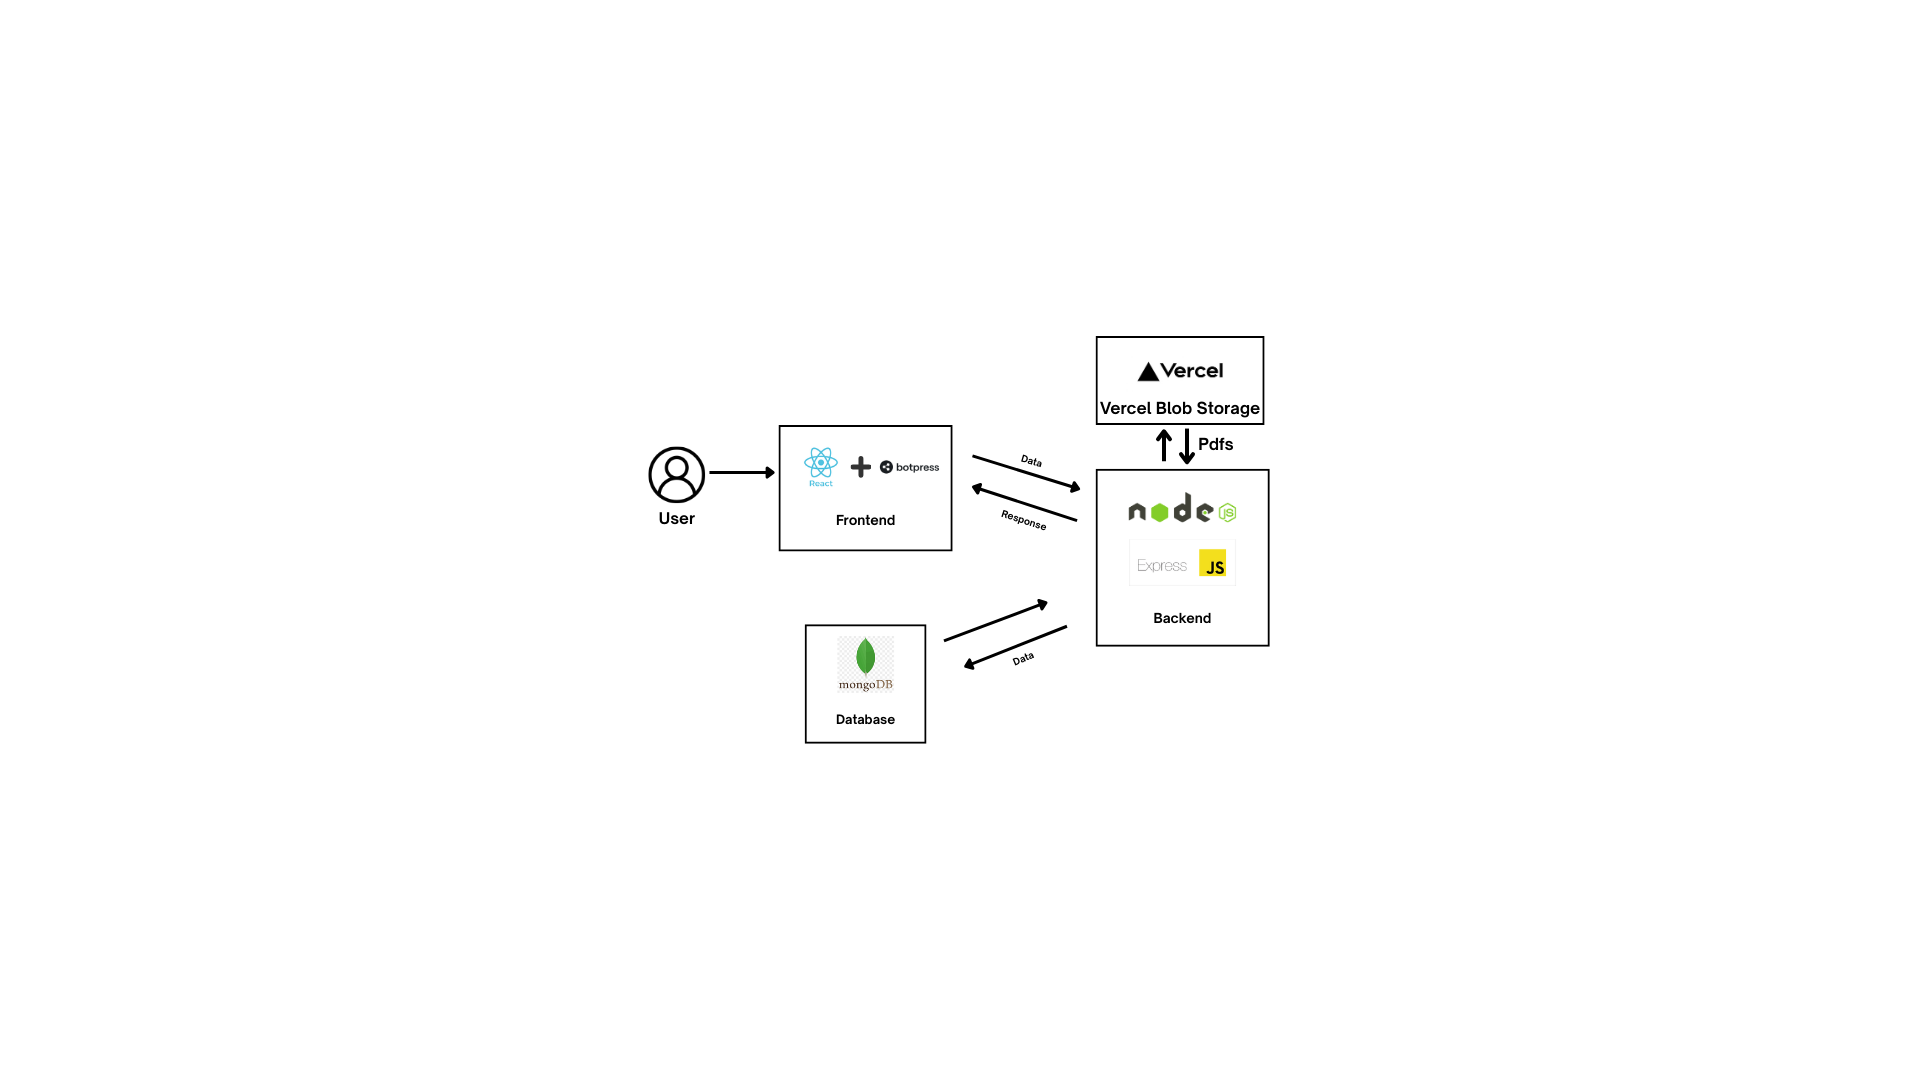 Vercel
Vercel Blob Storage
Pdfs
User
React
botpress
Frontend
Data
Response
node
JS
Express
JS
Backend
Data
mongoDB
Database